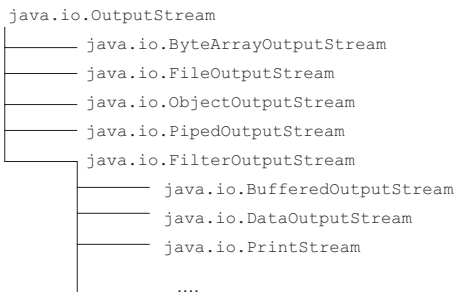 java.io.OutputStream
java.io.ByteArrayOutputStream
java.io.FileOutputStream
java.io.ObjectOutputStream
java.io.PipedOutputStream
java.io.FilterOutputStream
java.io.BufferedOutputStream
java.io.DataOutputStream
java.io.PrintStream
....